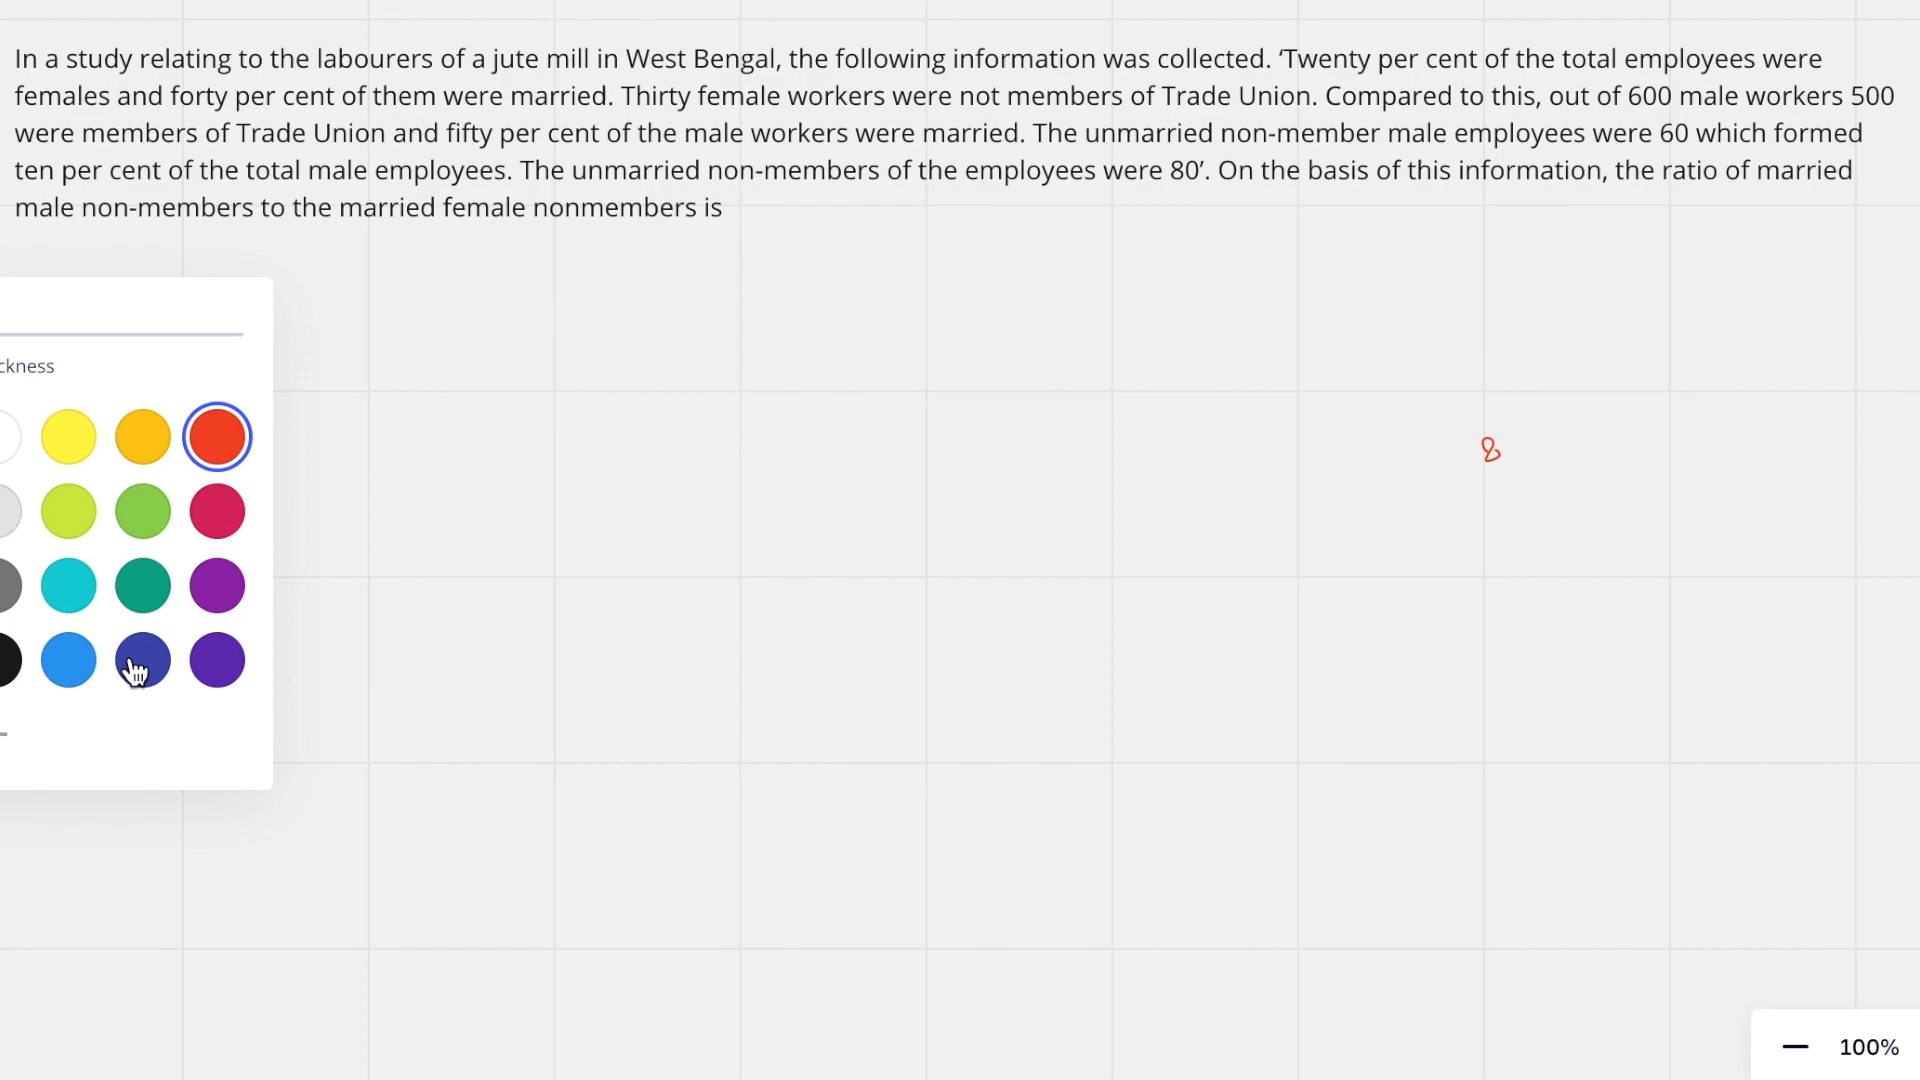 In a study relating to the labourers of a jute mill in West Bengal, the following information was collected. ‘Twenty per cent of the total employees were
females and forty per cent of them were married. Thirty female workers were not members of Trade Union. Compared to this, out of 600 male workers 500
were members of Trade Union and fifty per cent of the male workers were married. The unmarried non-member male employees were 60 which formed
ten per cent of the total male employees. The unmarried non-members of the employees were 80’. On the basis of this information, the ratio of married
male non-members to the married female nonmembers is
ckness
8
100%